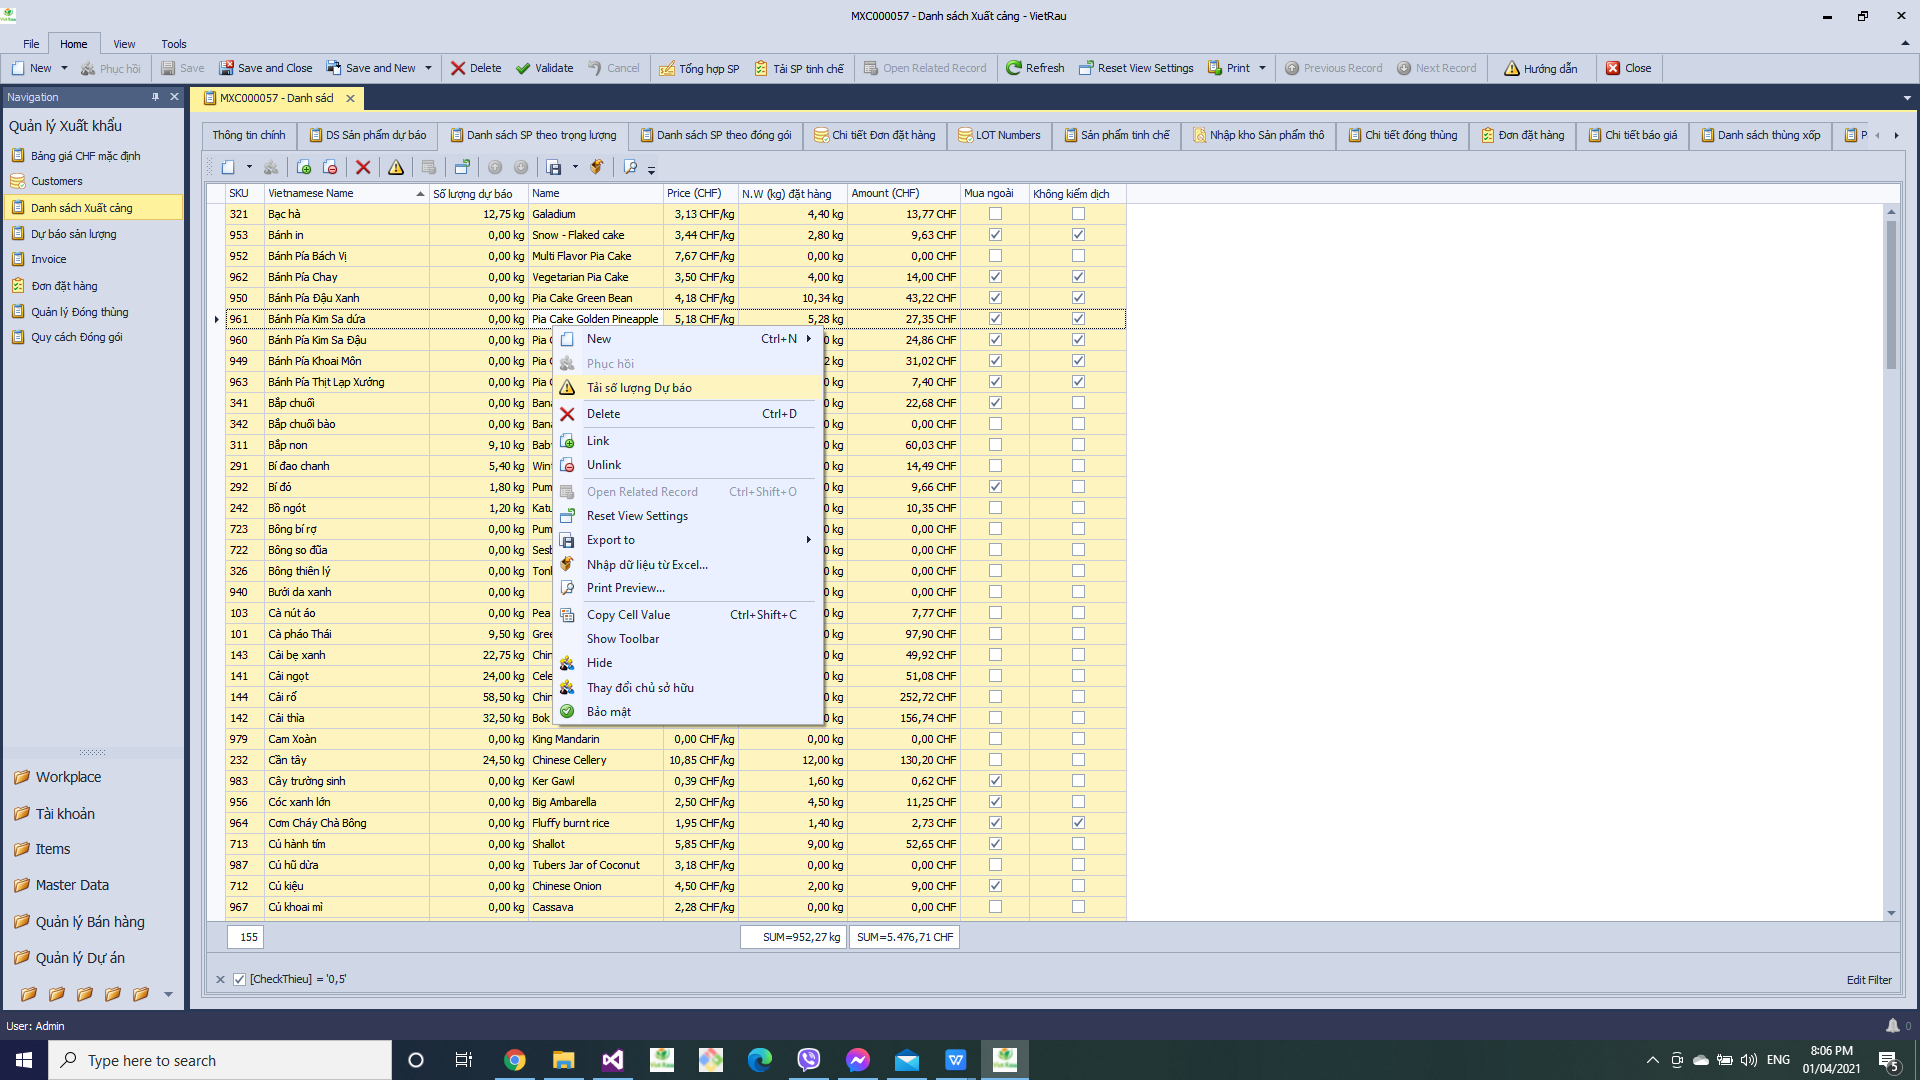 MXC000057 - Danh sách Xuất cảng - VietRau
File Home View Tools
New Phục hồi Save Save and Close Save and New Delete Validate Cancel Tổng hợp SP Tải SP tinh chế Open Related Record Refresh Reset View Settings Print Previous Record Next Record Hướng dẫn Close
Navigation
Quản lý Xuất khẩu
Bảng giá CHF mặc định
Customers
Danh sách Xuất cảng
Dự báo sản lượng
Invoice
Đơn đặt hàng
Quản lý Đóng thùng
Quy cách Đóng gói
Workplace
Tài khoản
Items
Master Data
Quản lý Bán hàng
Quản lý Dự án
MXC000057 - Danh sácl
Thông tin chính DS Sản phẩm dự báo Danh sách SP theo trọng lượng Danh sách SP theo đóng gói Chi tiết Đơn đặt hàng LOT Numbers Sản phẩm tinh chế Nhập kho Sản phẩm thô Chi tiết đóng thùng Đơn đặt hàng Chi tiết báo giá Danh sách thùng xốp P
SKU Vietnamese Name Số lượng dự báo Name Price (CHF) N.W (kg) đặt hàng Amount (CHF) Mua ngoài Không kiểm dịch
321 Bạc hà 12,75 kg Galadium 3,13 CHF/kg 4,40 kg 13,77 CHF
953 Bánh in 0,00 kg Snow - Flaked cake 3,44 CHF/kg 2,80 kg 9,63 CHF
952 Bánh Pía Bách Vị 0,00 kg Multi Flavor Pia Cake 7,67 CHF/kg 0,00 kg 0,00 CHF
962 Bánh Pía Chay 0,00 kg Vegetarian Pia Cake 3,50 CHF/kg 4,00 kg 14,00 CHF
950 Bánh Pía Đậu Xanh 0,00 kg Pia Cake Green Bean 4,18 CHF/kg 10,34 kg 43,22 CHF
961 Bánh Pía Kim Sa dứa 0,00 kg Pia Cake Golden Pineapple 5,18 CHF/kg 5,28 kg 27,35 CHF
960 Bánh Pía Kim Sa Đậu 0,00 kg Pia C 0 kg 24,86 CHF
949 Bánh Pía Khoai Môn 0,00 kg Pia C 2 kg 31,02 CHF
963 Bánh Pía Thịt Lạp Xưởng 0,00 kg Pia C 0 kg 7,40 CHF
341 Bắp chuối 0,00 kg Bana 0 kg 22,68 CHF
342 Bắp chuối bào 0,00 kg Bana 0 kg 0,00 CHF
311 Bắp non 9,10 kg Baby 0 kg 60,03 CHF
291 Bí đao chanh 5,40 kg Wint 0 kg 14,49 CHF
292 Bí đỏ 1,80 kg Pum 0 kg 9,66 CHF
242 Bồ ngót 1,20 kg Katu 0 kg 10,35 CHF
723 Bông bí rợ 0,00 kg Pum 0 kg 0,00 CHF
722 Bông so đũa 0,00 kg Sesb 0 kg 0,00 CHF
326 Bông thiên lý 0,00 kg Tonk 0 kg 0,00 CHF
940 Bưởi da xanh 0,00 kg 0 kg 0,00 CHF
103 Cà nút áo 0,00 kg Pea 0 kg 7,77 CHF
101 Cà pháo Thái 9,50 kg Gree 0 kg 97,90 CHF
143 Cải bẹ xanh 22,75 kg Chin 0 kg 49,92 CHF
141 Cải ngọt 24,00 kg Cele 0 kg 51,08 CHF
144 Cải rổ 58,50 kg Chin 0 kg 252,72 CHF
142 Cải thìa 32,50 kg Bok 0 kg 156,74 CHF
979 Cam Xoàn 0,00 kg King Mandarin 0,00 CHF/kg 0,00 kg 0,00 CHF
232 Cần tây 24,50 kg Chinese Cellery 10,85 CHF/kg 12,00 kg 130,20 CHF
983 Cây trường sinh 0,00 kg Ker Gawl 0,39 CHF/kg 1,60 kg 0,62 CHF
956 Cóc xanh lớn 0,00 kg Big Ambarella 2,50 CHF/kg 4,50 kg 11,25 CHF
964 Cơm Cháy Chà Bông 0,00 kg Fluffy burnt rice 1,95 CHF/kg 1,40 kg 2,73 CHF
713 Củ hành tím 0,00 kg Shallot 5,85 CHF/kg 9,00 kg 52,65 CHF
987 Củ hũ dừa 0,00 kg Tubers Jar of Coconut 3,18 CHF/kg 0,00 kg 0,00 CHF
712 Củ kiệu 0,00 kg Chinese Onion 4,50 CHF/kg 2,00 kg 9,00 CHF
967 Củ khoai mì 0,00 kg Cassava 2,28 CHF/kg 0,00 kg 0,00 CHF
New Ctrl+N
Phục hồi
Tải số lượng Dự báo
Delete Ctrl+D
Link
Unlink
Open Related Record Ctrl+Shift+O
Reset View Settings
Export to
Nhập dữ liệu từ Excel...
Print Preview...
Copy Cell Value Ctrl+Shift+C
Show Toolbar
Hide
Thay đổi chủ sở hữu
Bảo mật
155 SUM=952,27 kg SUM=5.476,71 CHF
[CheckThieu] = '0,5' Edit Filter
User: Admin 0
Type here to search ENG 8:06 PM
01/04/2021 5